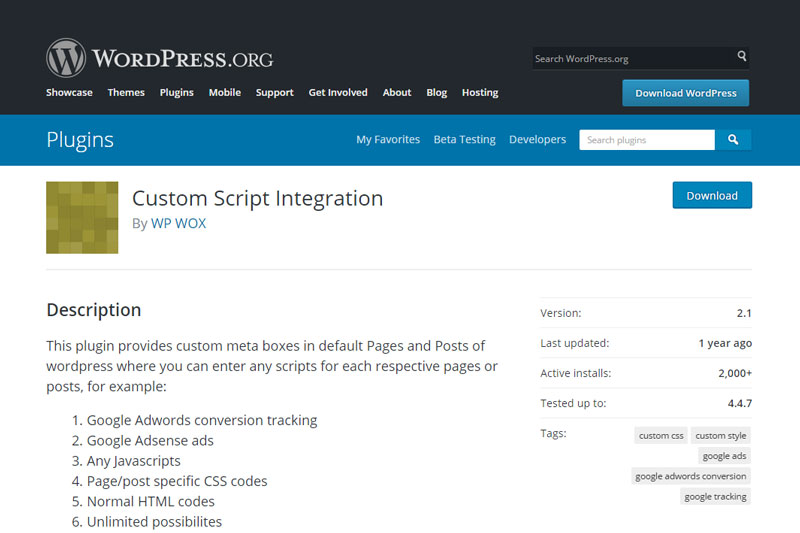 WORDPRESS.ORG
Search WordPress.org
Showcase Themes Plugins Mobile Support Get Involved About Blog Hosting
Download WordPress
Plugins
My Favorites Beta Testing Developers
Search plugins
Custom Script Integration
By WP WOX
Download
Description
This plugin provides custom meta boxes in default Pages and Posts of
wordpress where you can enter any scripts for each respective pages or
posts, for example:
1. Google Adwords conversion tracking
2. Google Adsense ads
3. Any Javascripts
4. Page/post specific CSS codes
5. Normal HTML codes
6. Unlimited possibilites
Version: 2.1
Last updated: 1 year ago
Active installs: 2,000+
Tested up to: 4.4.7
Tags: custom css custom style
google ads
google adwords conversion
google tracking